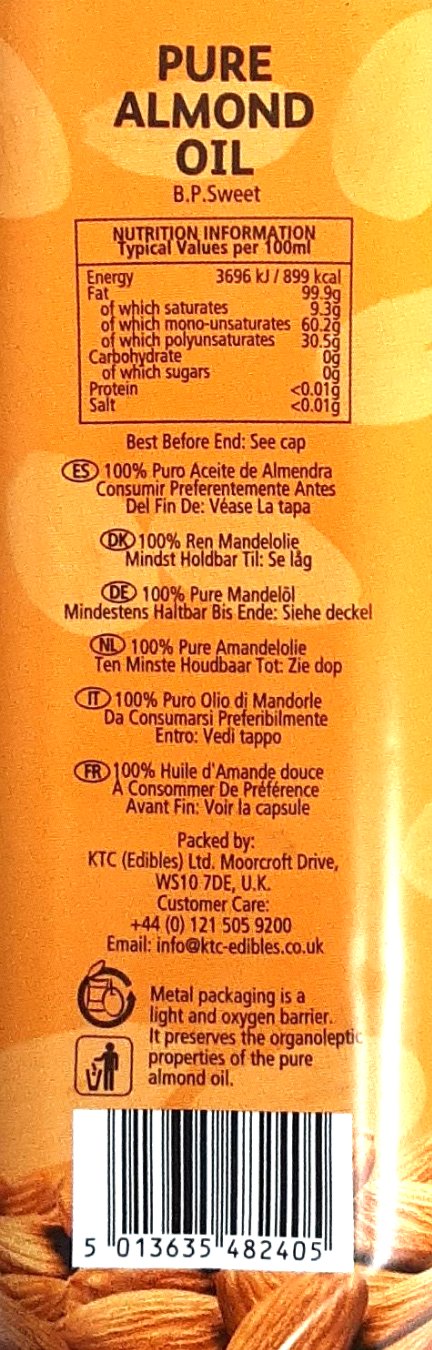 PURE
ALMOND
OIL
B.P.Sweet
NUTRITION INFORMATION
Typical Values per 100ml
Energy 3696 kJ / 899 kcal
Fat 99.9g
of which saturates 9.3g
of which mono-unsaturates 60.2g
of which polyunsaturates 30.5g
Carbohydrate 0g
of which sugars 0g
Protein <0.01g
Salt <0.01g
Best Before End: See cap
ES 100% Puro Aceite de Almendra
Consumir Preferentemente Antes
Del Fin De: Véase La tapa
DK 100% Ren Mandelolie
Mindst Holdbar Til: Se låg
DE 100% Pure Mandelöl
Mindestens Haltbar Bis Ende: Siehe deckel
NL 100% Pure Amandelolie
Ten Minste Houdbaar Tot: Zie dop
IT 100% Puro Olio di Mandorle
Da Consumarsi Preferibilmente
Entro: Vedi tappo
FR 100% Huile d'Amande douce
À Consommer De Préférence
Avant Fin: Voir la capsule
Packed by:
KTC (Edibles) Ltd. Moorcroft Drive,
WS10 7DE, U.K.
Customer Care:
+44 (0) 121 505 9200
Email: info@ktc-edibles.co.uk
Metal packaging is a
light and oxygen barrier.
It preserves the organoleptic
properties of the pure
almond oil.
5 013635 482405